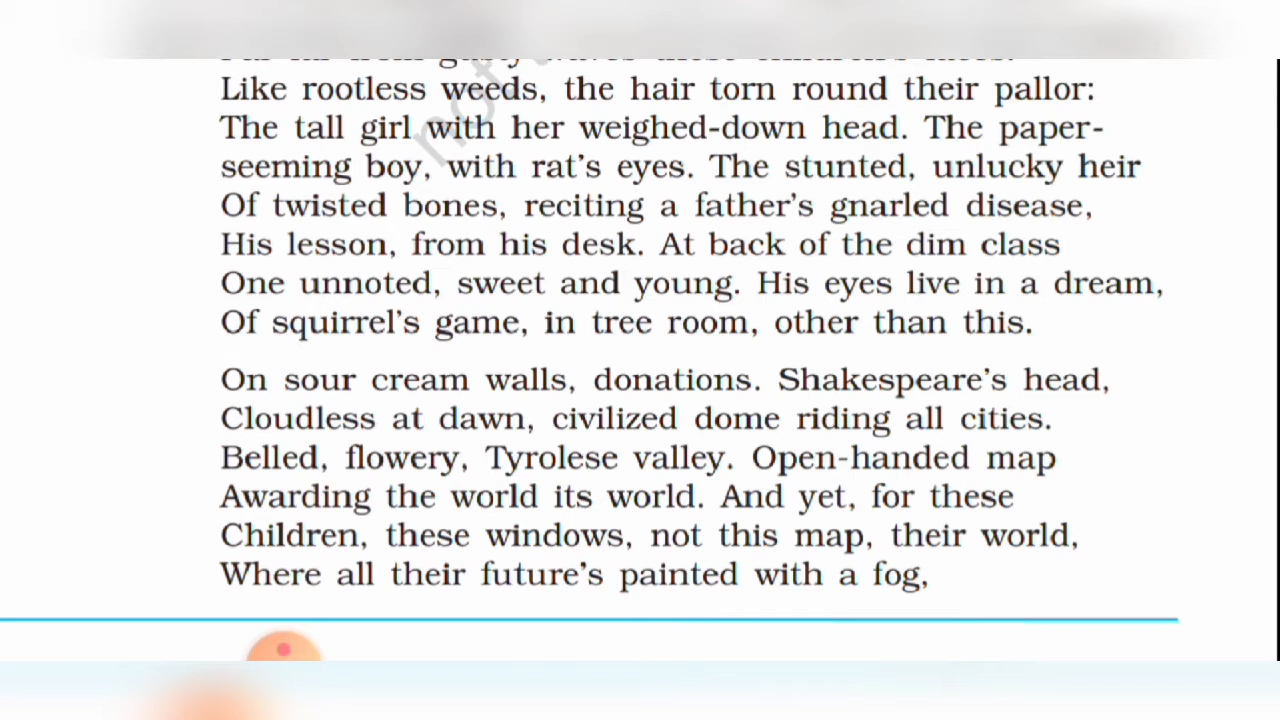 Like rootless weeds, the hair torn round their pallor:
The tall girl with her weighed-down head. The paper-
seeming boy, with rat's eyes. The stunted, unlucky heir
Of twisted bones, reciting a father's gnarled disease,
His lesson, from his desk. At back of the dim class
One unnoted, sweet and young. His eyes live in a dream,
Of squirrel's game, in tree room, other than this.
On sour cream walls, donations. Shakespeare's head,
Cloudless at dawn, civilized dome riding all cities.
Belled, flowery, Tyrolese valley. Open-handed map
Awarding the world its world. And yet, for these
Children, these windows, not this map, their world,
Where all their future's painted with a fog,